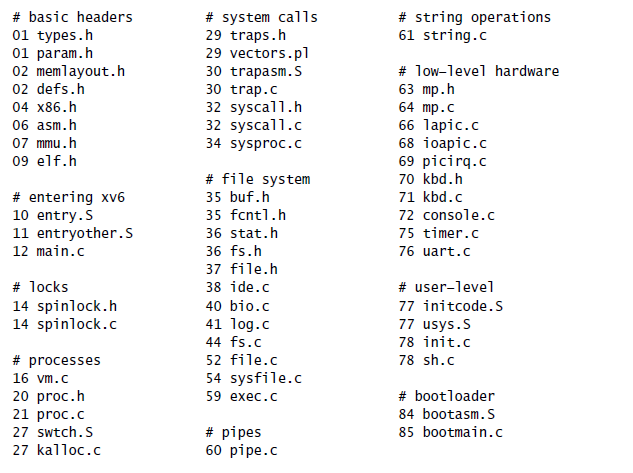 # basic headers
01 types.h
01 param.h
02 memlayout.h
02 defs.h
04 x86.h
06 asm.h
07 mmu.h
09 elf.h

# entering xv6
10 entry.S
11 entryother.S
12 main.c

# locks
14 spinlock.h
14 spinlock.c

# processes
16 vm.c
20 proc.h
21 proc.c
27 swtch.S
27 kalloc.c

# system calls
29 traps.h
29 vectors.pl
30 trapasm.S
30 trap.c
32 syscall.h
32 syscall.c
34 sysproc.c

# file system
35 buf.h
35 fcntl.h
36 stat.h
36 fs.h
37 file.h
38 ide.c
40 bio.c
41 log.c
44 fs.c
52 file.c
54 sysfile.c
59 exec.c

# pipes
60 pipe.c

# string operations
61 string.c

# low−level hardware
63 mp.h
64 mp.c
66 lapic.c
68 ioapic.c
69 picirq.c
70 kbd.h
71 kbd.c
72 console.c
75 timer.c
76 uart.c

# user−level
77 initcode.S
77 usys.S
78 init.c
78 sh.c

# bootloader
84 bootasm.S
85 bootmain.c